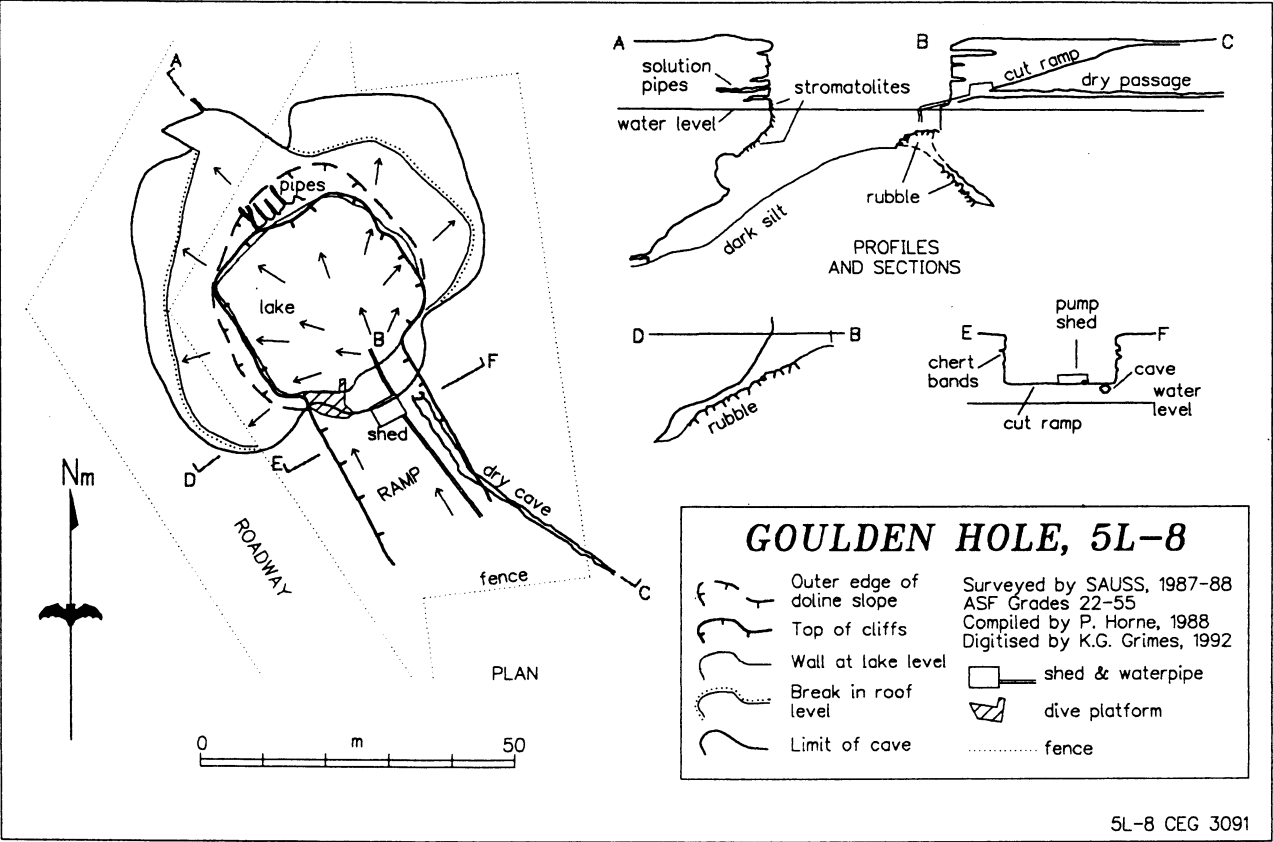 A
pipes
lake
B
F
shed
D
E
RAMP
dry cave
Nm
ROADWAY
fence
C
PLAN
0
m
50
A
B
C
solution
pipes
stromatolites
cut ramp
dry passage
water level
rubble
dark silt
PROFILES
AND SECTIONS
D
B
rubble
E
pump
shed
F
chert
bands
cave
water
level
cut ramp
GOULDEN HOLE, 5L-8
Outer edge of
doline slope
Top of cliffs
Wall at lake level
Break in roof
level
Limit of cave
Surveyed by SAUSS, 1987-88
ASF Grades 22-55
Compiled by P. Horne, 1988
Digitised by K.G. Grimes, 1992
shed & waterpipe
dive platform
fence
5L-8 CEG 3091